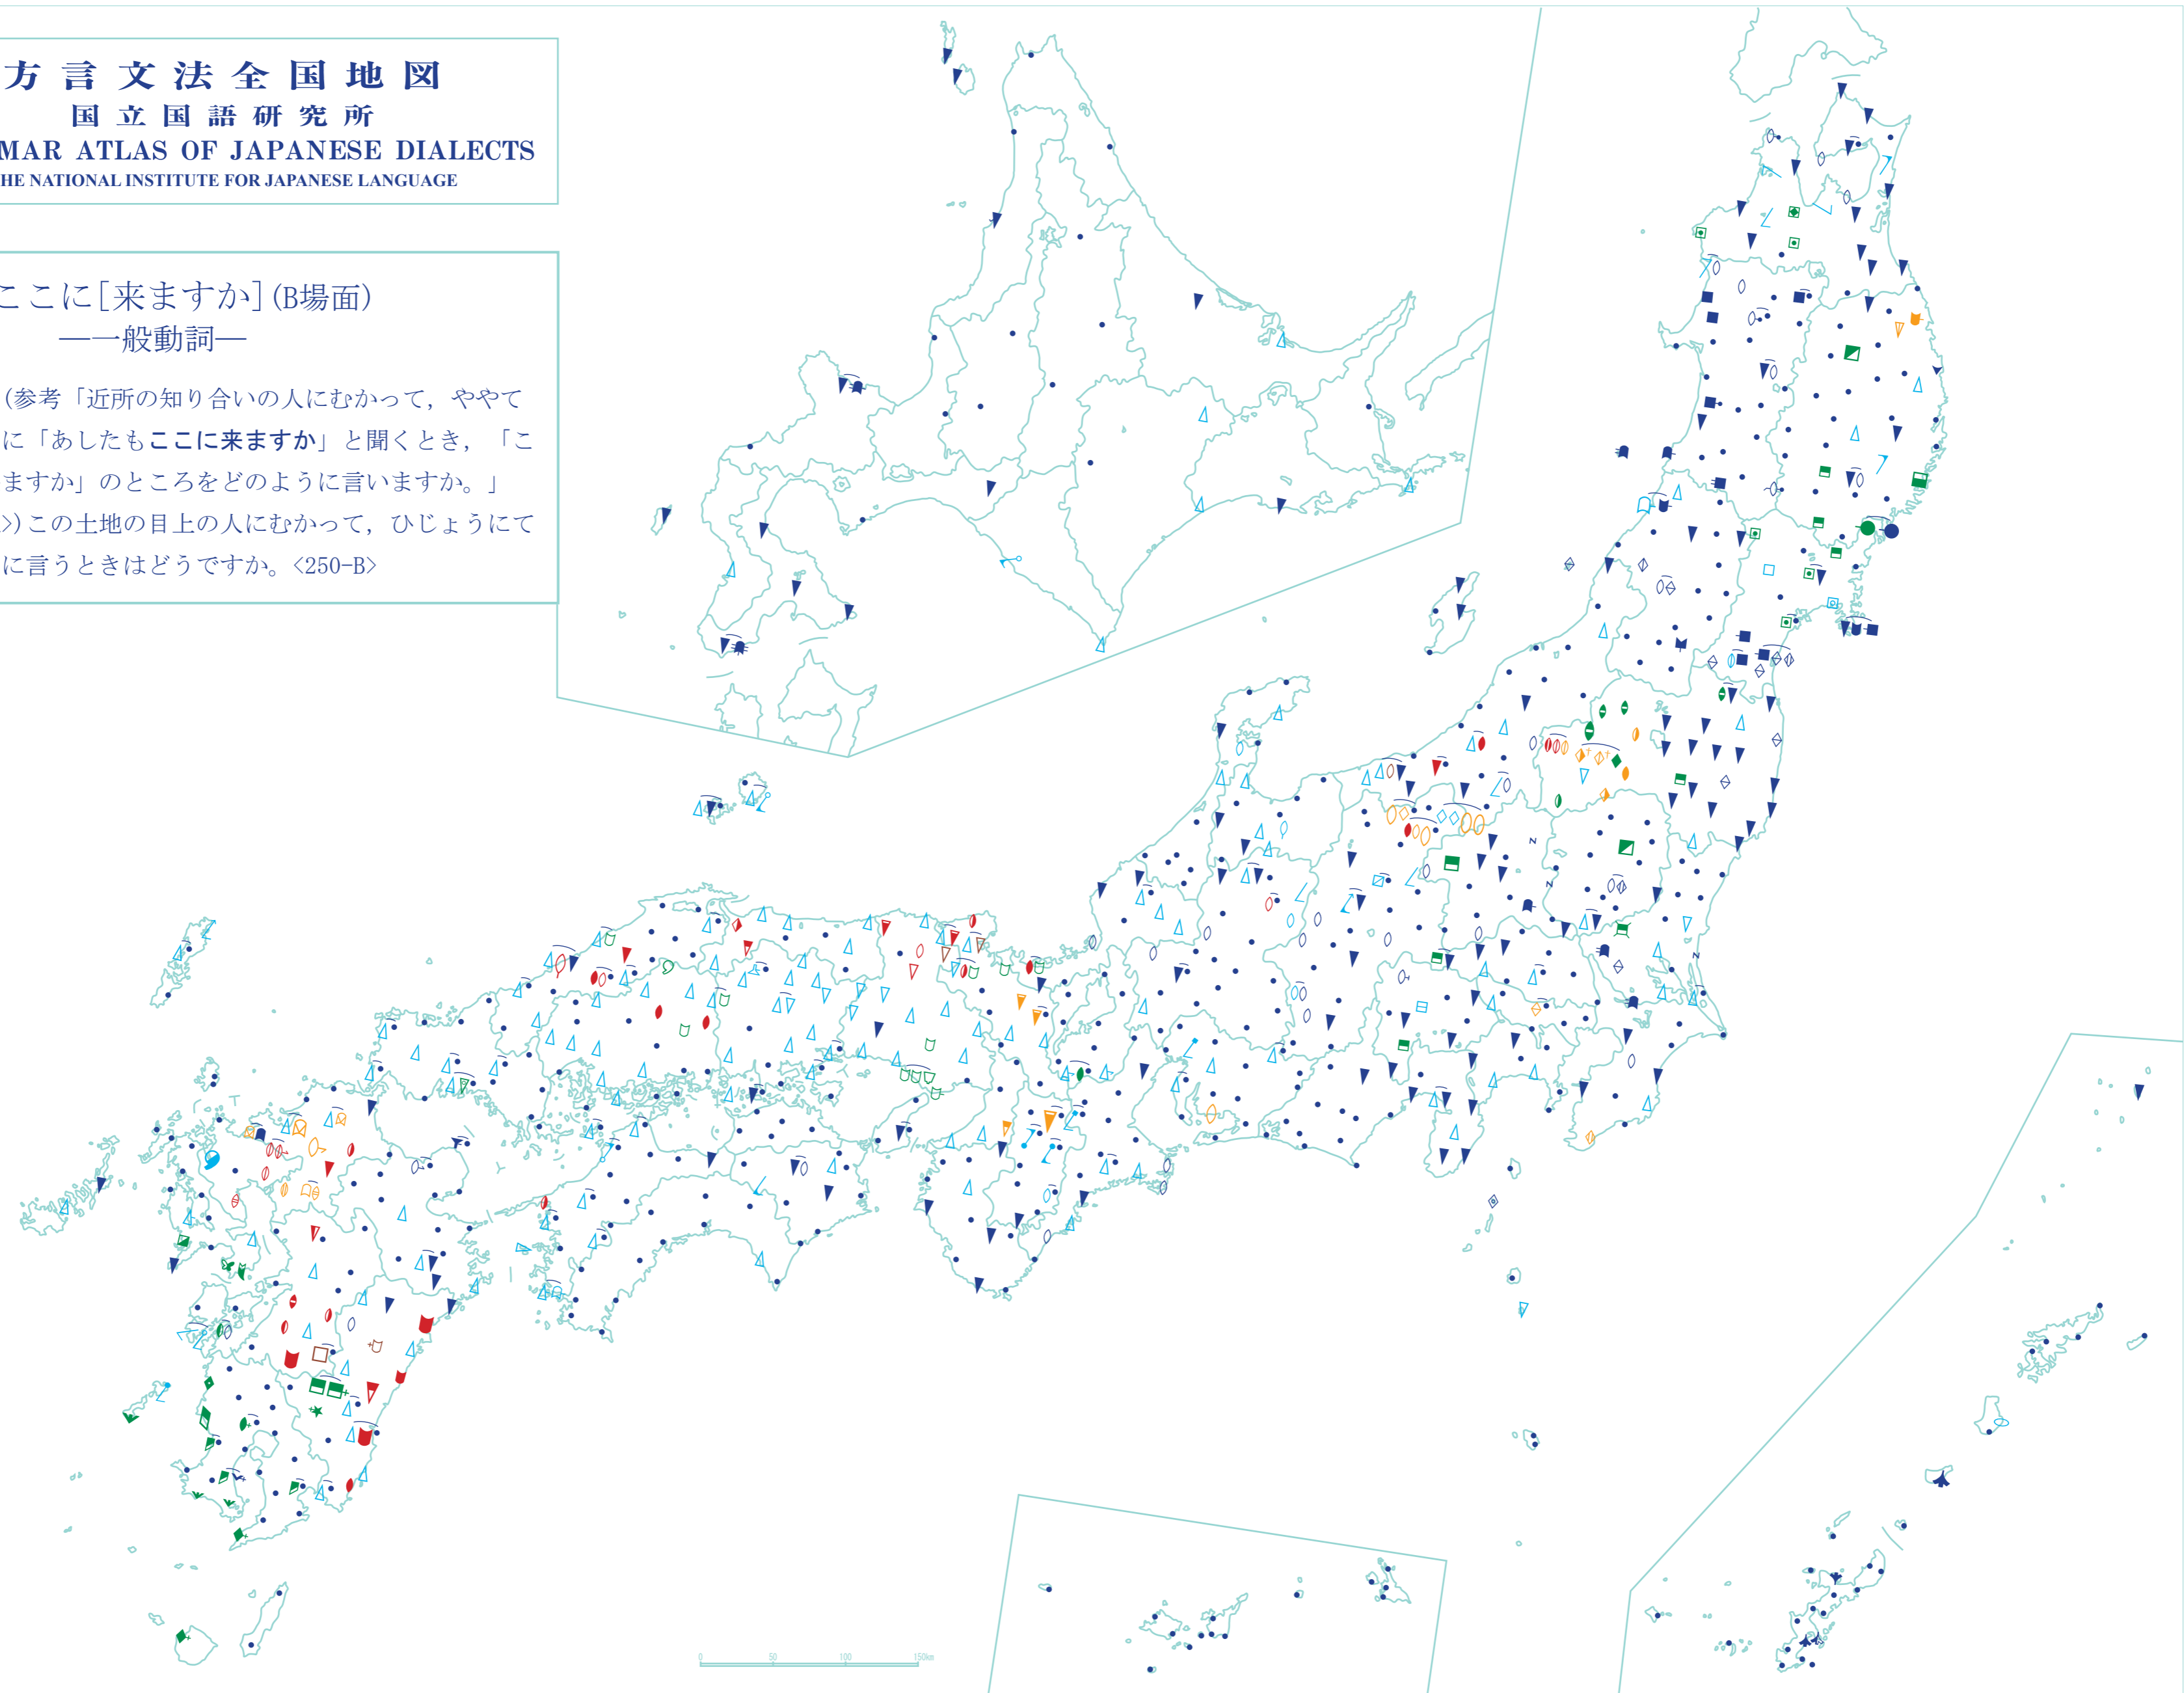 方言文法全国地図
国立国語研究所
MAR ATLAS OF JAPANESE DIALECTS
HE NATIONAL INSTITUTE FOR JAPANESE LANGUAGE
ここに[来ますか](B場面)
―一般動詞―
(参考「近所の知り合いの人にむかって，ややて
に「あしたもここに来ますか」と聞くとき，「こ
ますか」のところをどのように言いますか。」
>)この土地の目上の人にむかって，ひじょうにて
に言うときはどうですか。<250-B>
0 50 100 150km